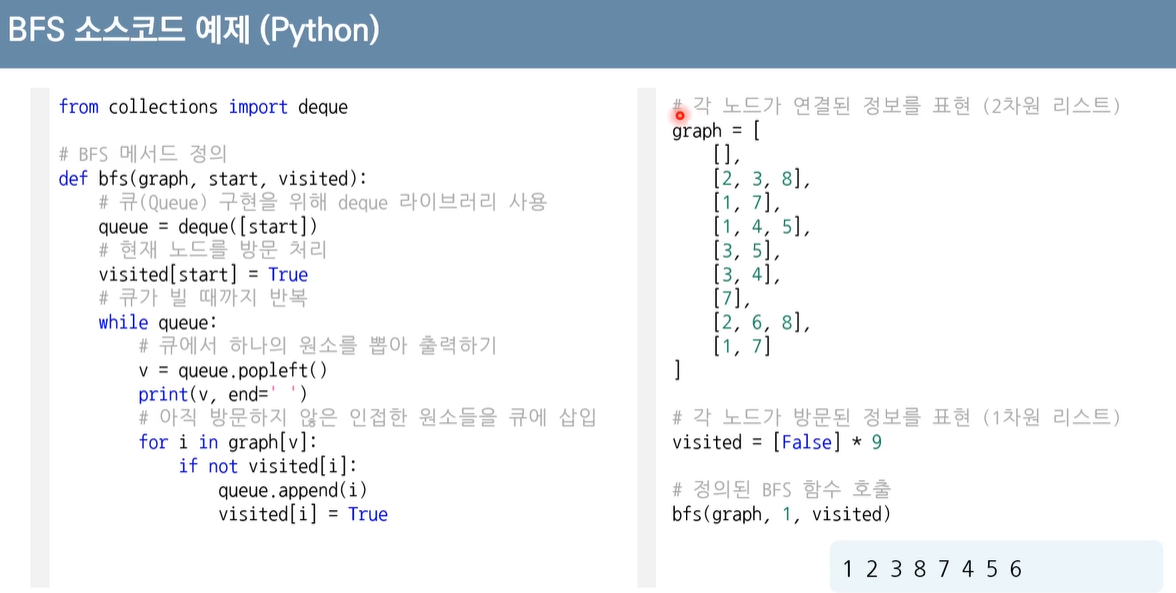 BFS 소스코드 예제 (Python)
from collections import deque
# BFS 메서드 정의
def bfs(graph, start, visited):
    # 큐(Queue) 구현을 위해 deque 라이브러리 사용
    queue = deque([start])
    # 현재 노드를 방문 처리
    visited[start] = True
    # 큐가 빌 때까지 반복
    while queue:
        # 큐에서 하나의 원소를 뽑아 출력하기
        v = queue.popleft()
        print(v, end=' ')
        # 아직 방문하지 않은 인접한 원소들을 큐에 삽입
        for i in graph[v]:
            if not visited[i]:
                queue.append(i)
                visited[i] = True
# 각 노드가 연결된 정보를 표현 (2차원 리스트)
graph = [
    [],
    [2, 3, 8],
    [1, 7],
    [1, 4, 5],
    [3, 5],
    [3, 4],
    [7],
    [2, 6, 8],
    [1, 7]
]
# 각 노드가 방문된 정보를 표현 (1차원 리스트)
visited = [False] * 9
# 정의된 BFS 함수 호출
bfs(graph, 1, visited)
1 2 3 8 7 4 5 6